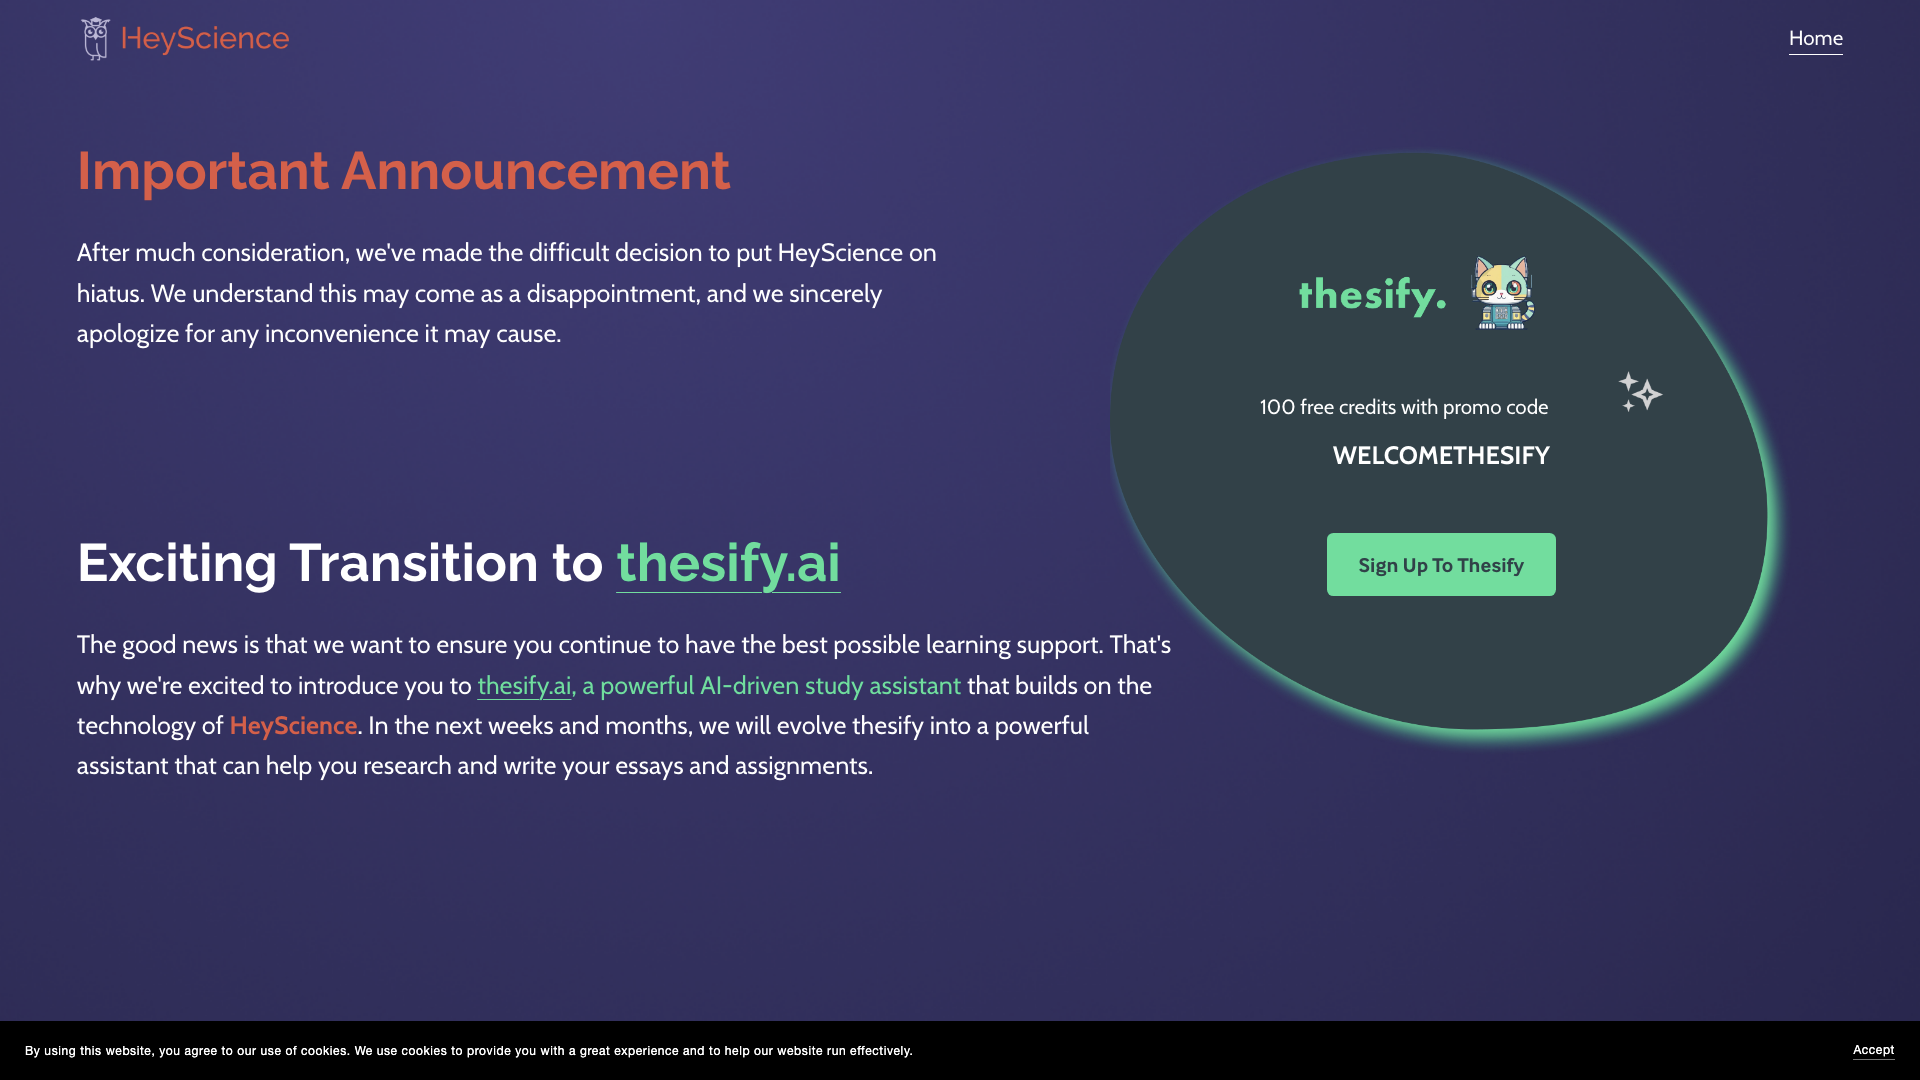 HeyScience
Home
Important Announcement
After much consideration, we've made the difficult decision to put HeyScience on
hiatus. We understand this may come as a disappointment, and we sincerely
apologize for any inconvenience it may cause.
thesify.
100 free credits with promo code
WELCOMETHESIFY
Sign Up To Thesify
Exciting Transition to thesify.ai
The good news is that we want to ensure you continue to have the best possible learning support. That's
why we're excited to introduce you to thesify.ai, a powerful AI-driven study assistant that builds on the
technology of HeyScience. In the next weeks and months, we will evolve thesify into a powerful
assistant that can help you research and write your essays and assignments.
By using this website, you agree to our use of cookies. We use cookies to provide you with a great experience and to help our website run effectively.
Accept